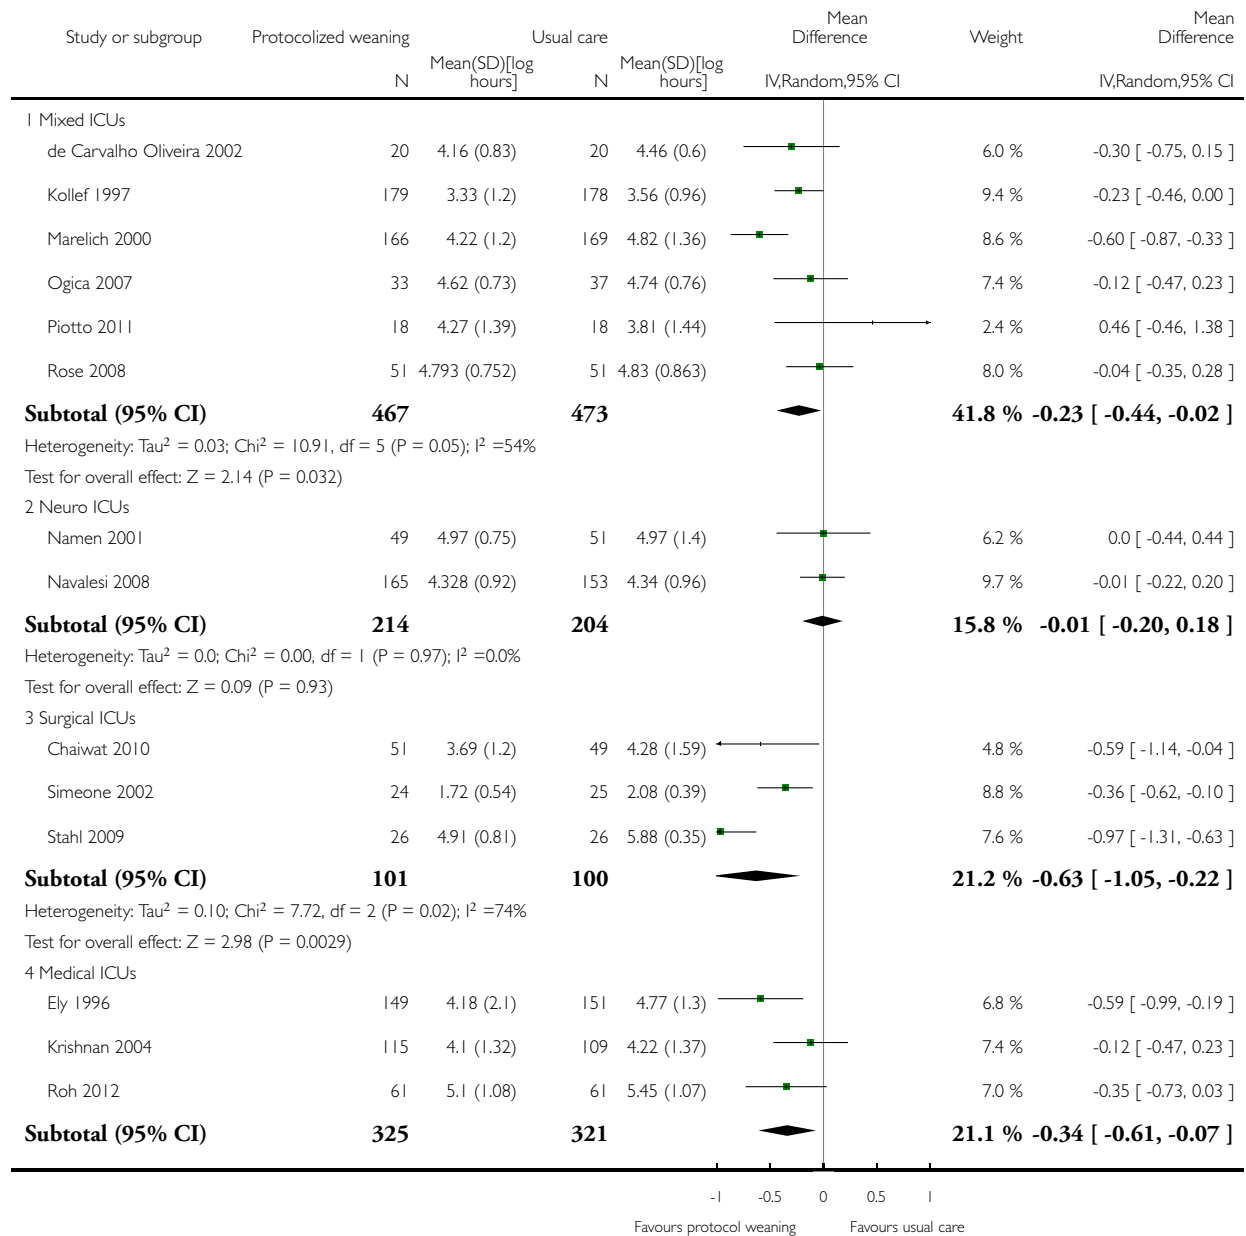 Study or subgroup Protocolized weaning Usual care Mean Difference Weight Mean Difference
N Mean(SD)[log hours] N Mean(SD)[log hours] IV,Random,95% CI IV,Random,95% CI
1 Mixed ICUs
de Carvalho Oliveira 2002 20 4.16 (0.83) 20 4.46 (0.6) 6.0 % -0.30 [ -0.75, 0.15 ]
Kollef 1997 179 3.33 (1.2) 178 3.56 (0.96) 9.4 % -0.23 [ -0.46, 0.00 ]
Marelich 2000 166 4.22 (1.2) 169 4.82 (1.36) 8.6 % -0.60 [ -0.87, -0.33 ]
Ogica 2007 33 4.62 (0.73) 37 4.74 (0.76) 7.4 % -0.12 [ -0.47, 0.23 ]
Piotto 2011 18 4.27 (1.39) 18 3.81 (1.44) 2.4 % 0.46 [ -0.46, 1.38 ]
Rose 2008 51 4.793 (0.752) 51 4.83 (0.863) 8.0 % -0.04 [ -0.35, 0.28 ]
Subtotal (95% CI) 467 473 41.8 % -0.23 [ -0.44, -0.02 ]
Heterogeneity: Tau² = 0.03; Chi² = 10.91, df = 5 (P = 0.05); I² =54%
Test for overall effect: Z = 2.14 (P = 0.032)
2 Neuro ICUs
Namen 2001 49 4.97 (0.75) 51 4.97 (1.4) 6.2 % 0.0 [ -0.44, 0.44 ]
Navalesi 2008 165 4.328 (0.92) 153 4.34 (0.96) 9.7 % -0.01 [ -0.22, 0.20 ]
Subtotal (95% CI) 214 204 15.8 % -0.01 [ -0.20, 0.18 ]
Heterogeneity: Tau² = 0.0; Chi² = 0.00, df = 1 (P = 0.97); I² =0.0%
Test for overall effect: Z = 0.09 (P = 0.93)
3 Surgical ICUs
Chaiwat 2010 51 3.69 (1.2) 49 4.28 (1.59) 4.8 % -0.59 [ -1.14, -0.04 ]
Simeone 2002 24 1.72 (0.54) 25 2.08 (0.39) 8.8 % -0.36 [ -0.62, -0.10 ]
Stahl 2009 26 4.91 (0.81) 26 5.88 (0.35) 7.6 % -0.97 [ -1.31, -0.63 ]
Subtotal (95% CI) 101 100 21.2 % -0.63 [ -1.05, -0.22 ]
Heterogeneity: Tau² = 0.10; Chi² = 7.72, df = 2 (P = 0.02); I² =74%
Test for overall effect: Z = 2.98 (P = 0.0029)
4 Medical ICUs
Ely 1996 149 4.18 (2.1) 151 4.77 (1.3) 6.8 % -0.59 [ -0.99, -0.19 ]
Krishnan 2004 115 4.1 (1.32) 109 4.22 (1.37) 7.4 % -0.12 [ -0.47, 0.23 ]
Roh 2012 61 5.1 (1.08) 61 5.45 (1.07) 7.0 % -0.35 [ -0.73, 0.03 ]
Subtotal (95% CI) 325 321 21.1 % -0.34 [ -0.61, -0.07 ]
-1 -0.5 0 0.5 1
Favours protocol weaning Favours usual care